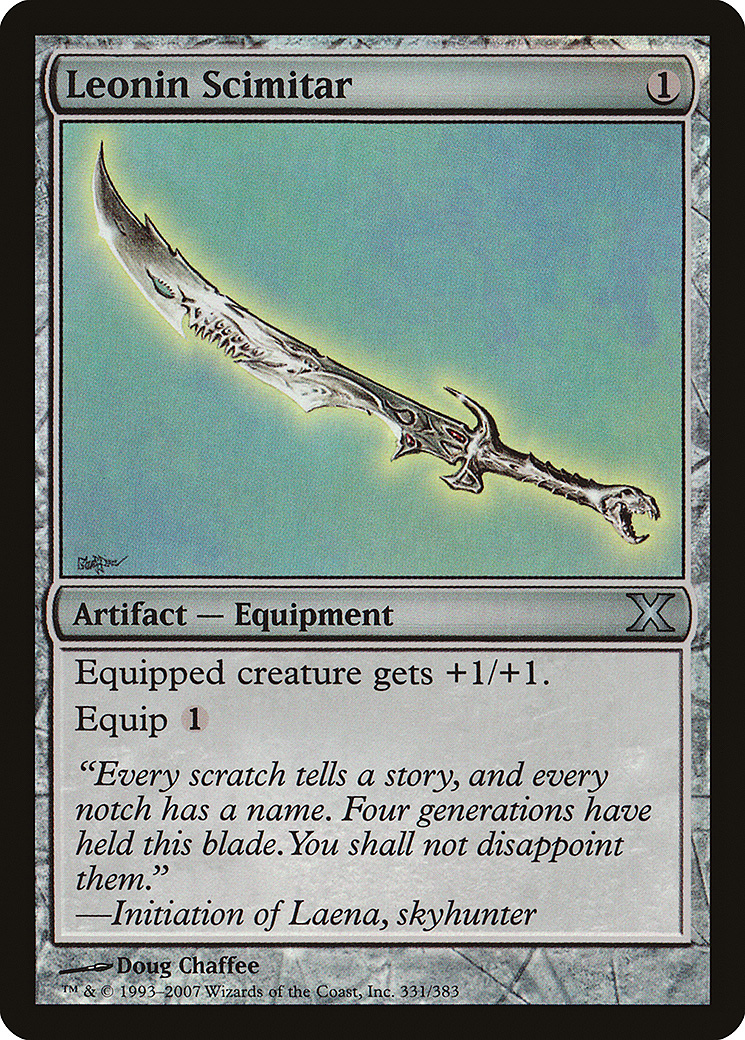 Leonin Scimitar 1
Artifact — Equipment X
Equipped creature gets +1/+1.
Equip 1
“Every scratch tells a story, and every
notch has a name. Four generations have
held this blade. You shall not disappoint
them.”
—Initiation of Laena, skyhunter
Doug Chaffee
™ & © 1993–2007 Wizards of the Coast, Inc. 331/383